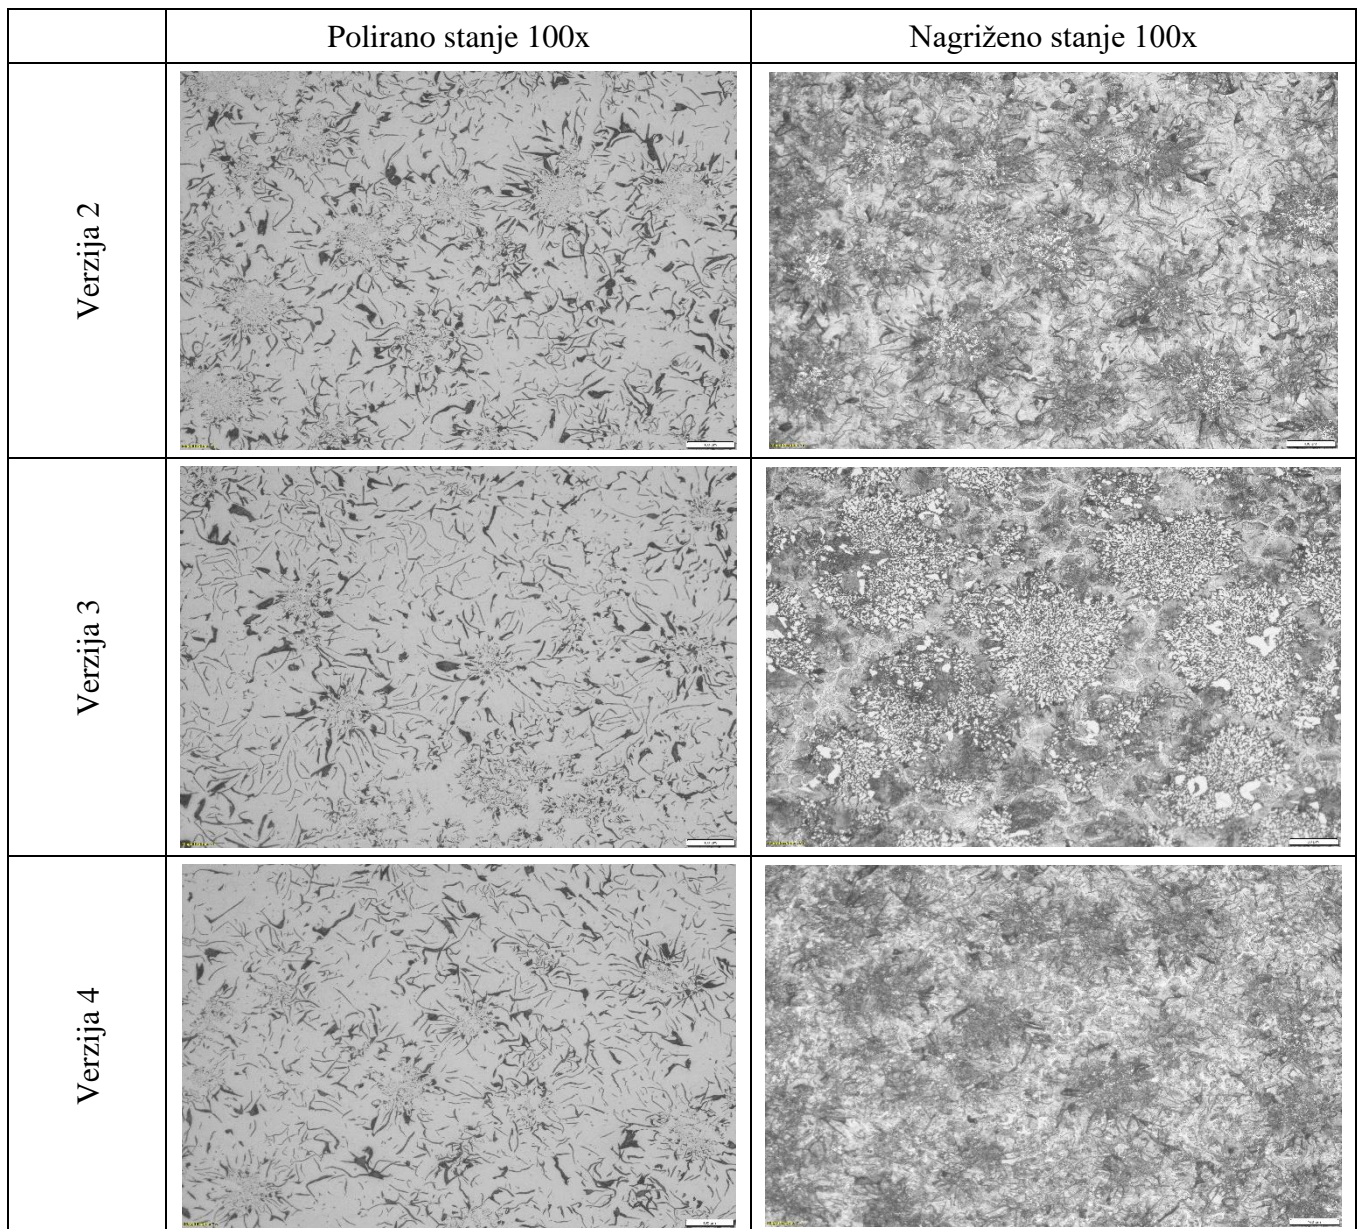 Polirano stanje 100x
Nagriženo stanje 100x
Verzija 2
Verzija 3
Verzija 4